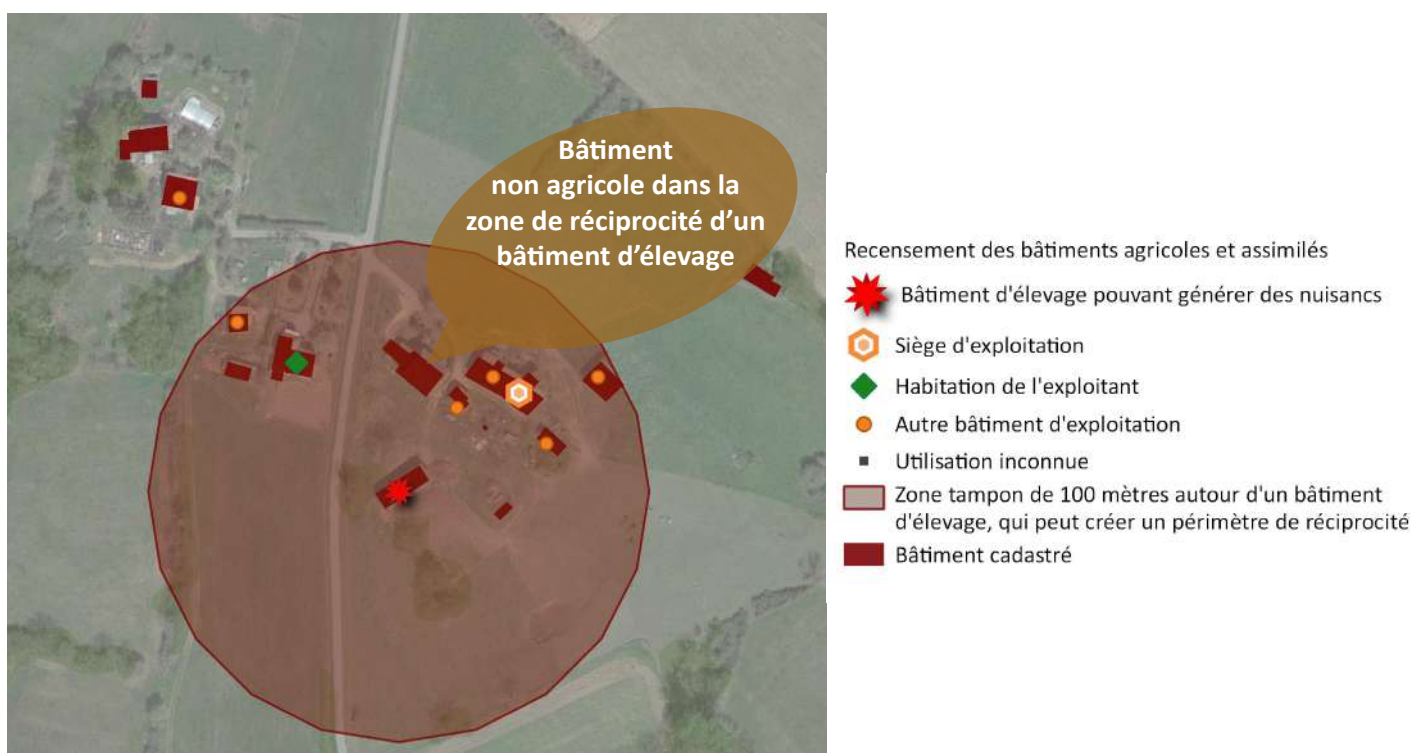 Bâtiment
non agricole dans la
zone de réciprocité d’un
bâtiment d’élevage
Recensement des bâtiments agricoles et assimilés
Bâtiment d'élevage pouvant générer des nuisancs
Siège d'exploitation
Habitation de l'exploitant
Autre bâtiment d'exploitation
Utilisation inconnue
Zone tampon de 100 mètres autour d'un bâtiment
d'élevage, qui peut créer un périmètre de réciprocité
Bâtiment cadastré